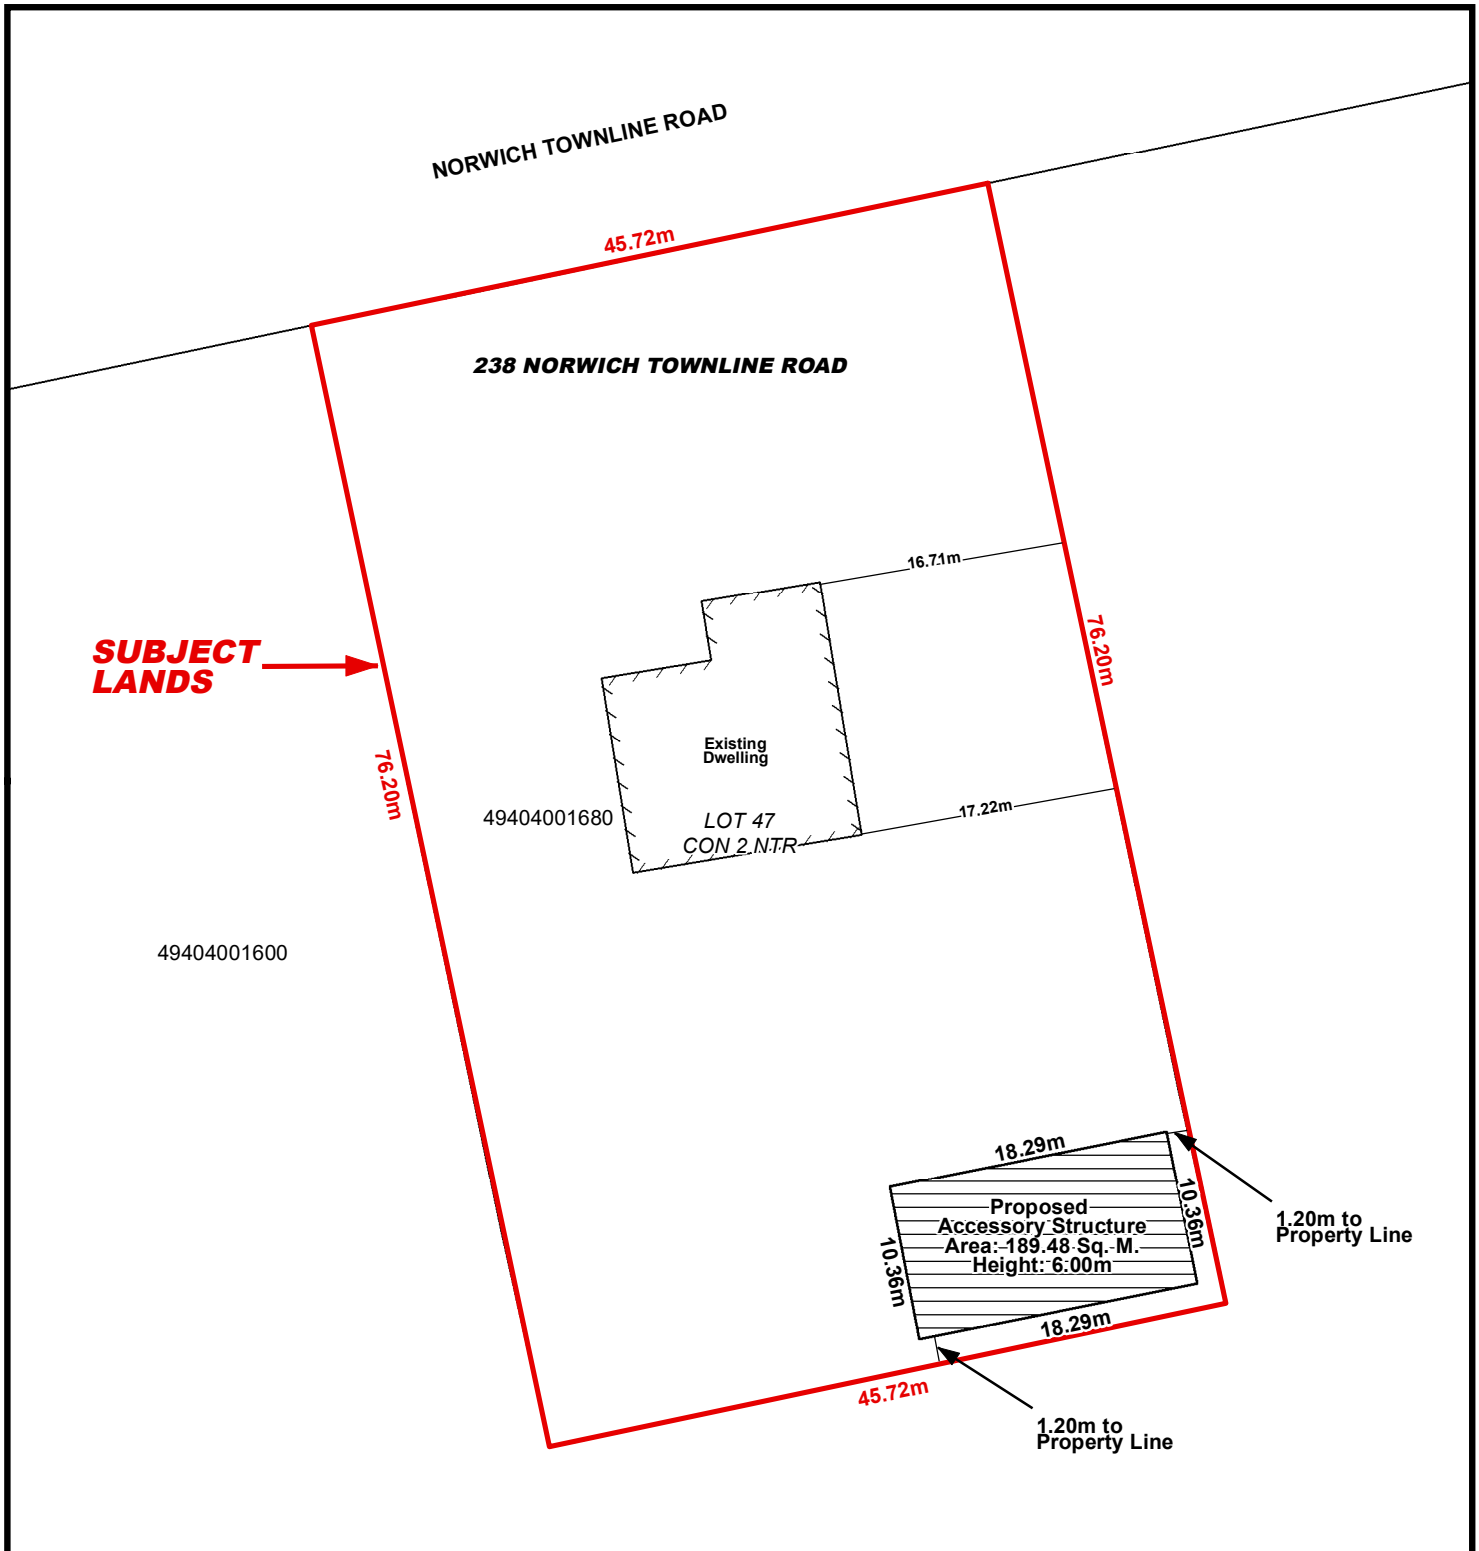 NORWICH TOWNLINE ROAD
45.72m
238 NORWICH TOWNLINE ROAD
16.71m
SUBJECT
LANDS
76.20m
76.20m
Existing
Dwelling
17.22m
49404001680
LOT 47
CON 2 NTR
49404001600
18.29m
10.36m
Proposed
Accessory Structure
Area: 189.48 Sq. M.
Height: 6.00m
10.36m
1.20m to
Property Line
18.29m
45.72m
1.20m to
Property Line